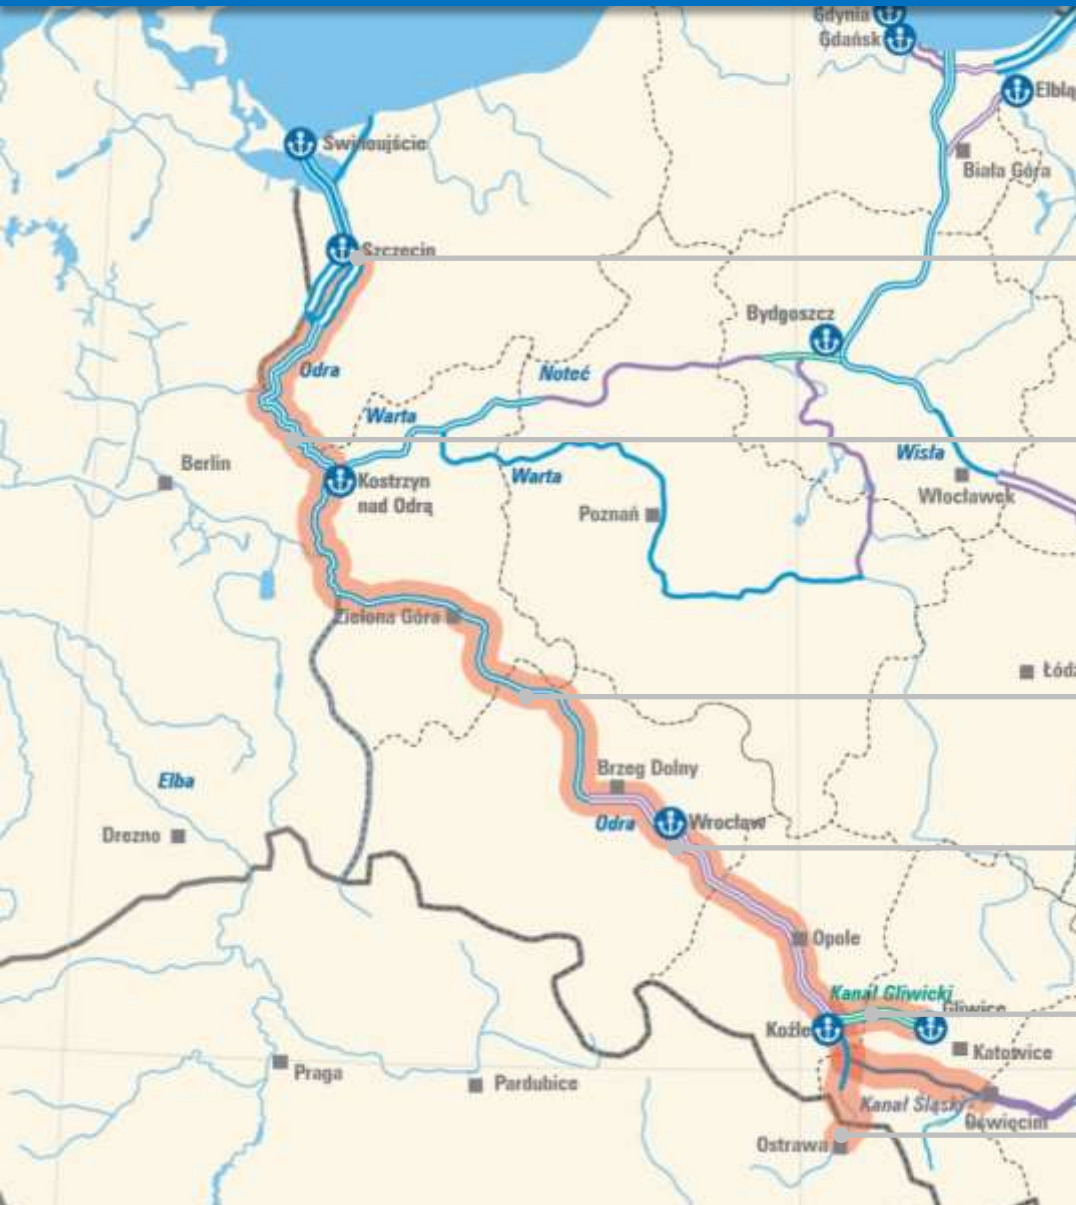 Gdynia
Gdańsk
Elblą
Świnoujście
Biała Góra
Szczecin
Bydgoszcz
Odra
Noteć
Warta
Wisła
Berlin
Kostrzyn
nad Odrą
Warta
Włocławek
Poznań
Zielona Góra
Łódź
Brzeg Dolny
Elba
Odra
Wrocław
Drezno
Opole
Kanał Gliwicki
Gliwice
Koźle
Katowice
Praga
Pardubice
Kanał Śląski
Oświęcim
Ostrawa